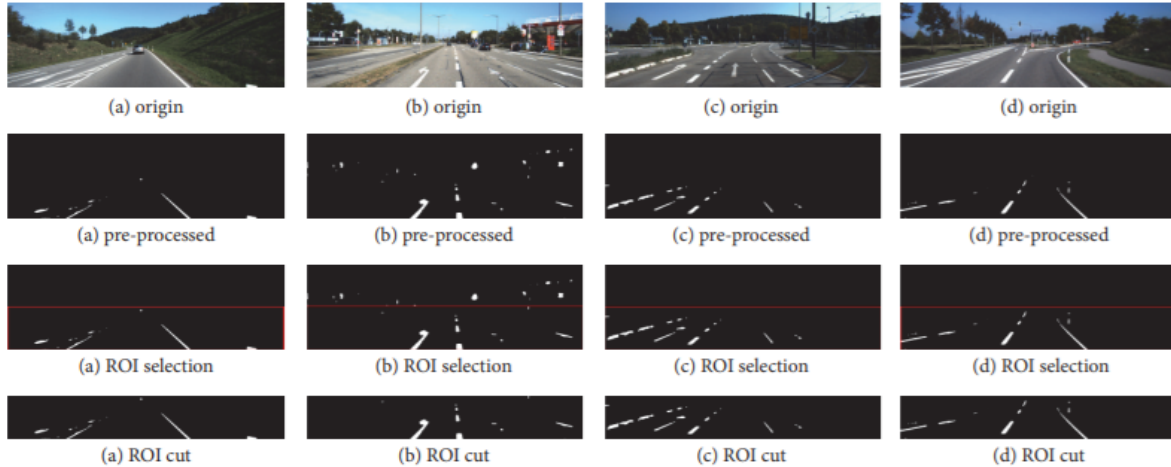 (a) origin
(b) origin
(c) origin
(d) origin
(a) pre-processed
(b) pre-processed
(c) pre-processed
(d) pre-processed
(a) ROI selection
(b) ROI selection
(c) ROI selection
(d) ROI selection
(a) ROI cut
(b) ROI cut
(c) ROI cut
(d) ROI cut